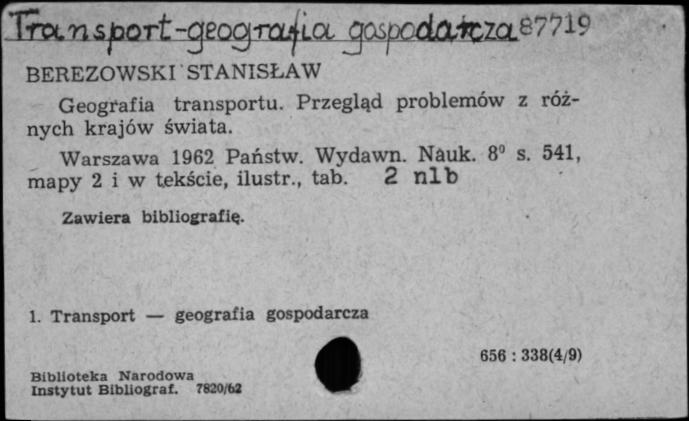 Transport-geografia gospodarcza 87719
BEREZOWSKI STANISŁAW
Geografia transportu. Przegląd problemów z róż-
nych krajów świata.
Warszawa 1962 Państw. Wydawn. Nauk. 8⁰ s. 541,
mapy 2 i w tekście, ilustr., tab. 2 nlb
Zawiera bibliografię.
1. Transport — geografia gospodarcza
656 : 338(4/9)
Biblioteka Narodowa
Instytut Bibliograf. 7820/62